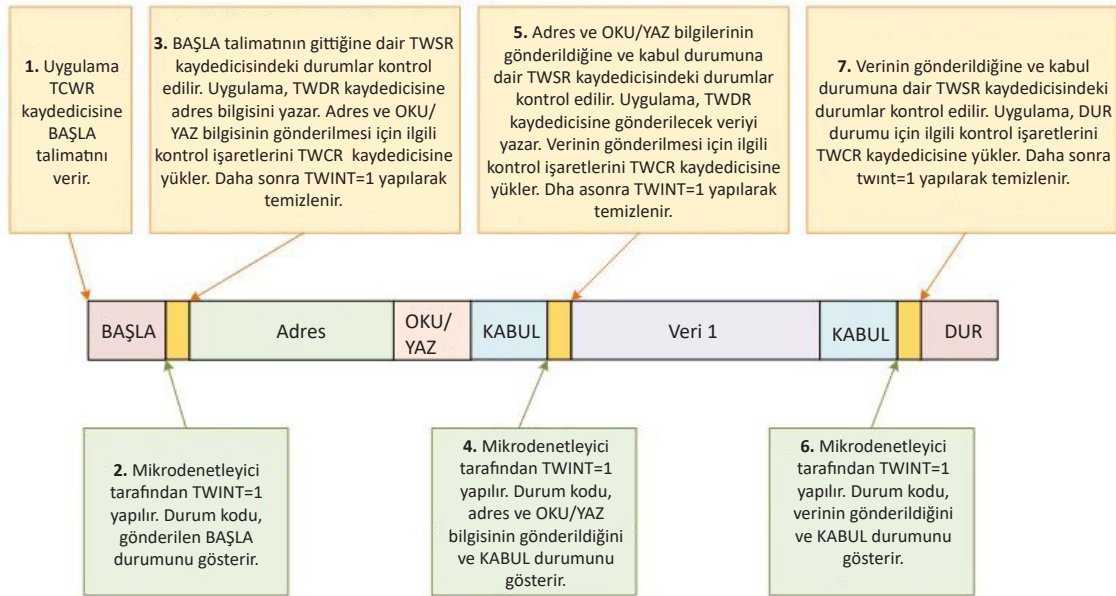 1. Uygulama
TCWR
kaydedicisine
BAŞLA
talimatını
verir.
3. BAŞLA talimatının gittiğine dair TWSR
kaydedicisindeki durumlar kontrol
edilir. Uygulama, TWDR kaydedicisine
adres bilgisini yazar. Adres ve OKU/
YAZ bilgisinin gönderilmesi için ilgili
kontrol işaretlerini TWCR kaydedicisine
yükler. Daha sonra TWINT=1 yapılarak
temizlenir.
5. Adres ve OKU/YAZ bilgilerinin
gönderildiğine ve kabul durumuna
dair TWSR kaydedicisindeki durumlar
kontrol edilir. Uygulama, TWDR
kaydedicisine gönderilecek veriyi
yazar. Verinin gönderilmesi için ilgili
kontrol işaretlerini TWCR kaydedicisine
yükler. Dha asonra TWINT=1 yapılarak
temizlenir.
7. Verinin gönderildiğine ve kabul
durumuna dair TWSR kaydedicisindeki
durumlar kontrol edilir. Uygulama, DUR
durumu için ilgili kontrol işaretlerini
TWCR kaydedicisine yükler. Daha sonra
twınt=1 yapılarak temizlenir.
BAŞLA
Adres
OKU/
YAZ
KABUL
Veri 1
KABUL
DUR
2. Mikrodenetleyici
tarafından TWINT=1
yapılır. Durum kodu,
gönderilen BAŞLA
durumunu gösterir.
4. Mikrodenetleyici
tarafından TWINT=1
yapılır. Durum kodu,
adres ve OKU/YAZ
bilgisinin gönderildiğini
ve KABUL durumunu
gösterir.
6. Mikrodenetleyici
tarafından TWINT=1
yapılır. Durum kodu,
verinin gönderildiğini
ve KABUL durumunu
gösterir.